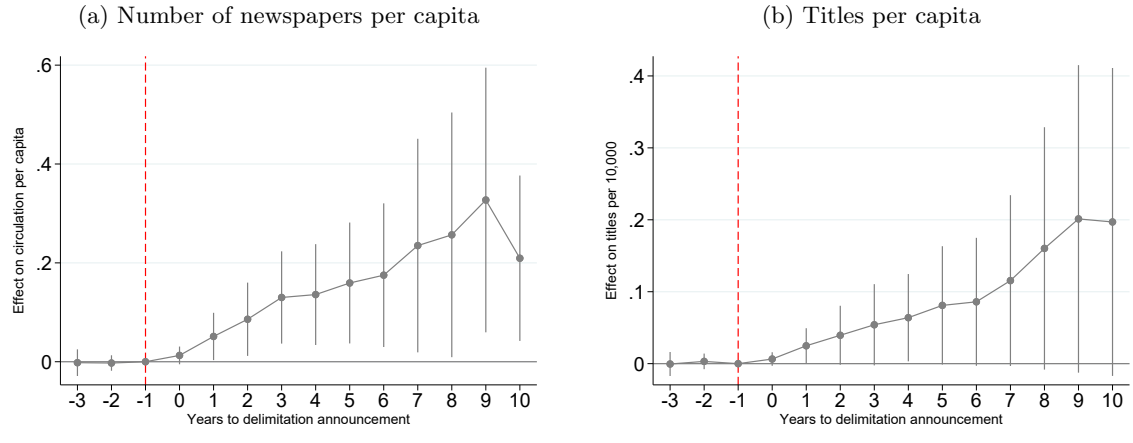 (a) Number of newspapers per capita
Effect on circulation per capita
.6
.4
.2
0
-3 -2 -1 0 1 2 3 4 5 6 7 8 9 10
Years to delimitation announcement
(b) Titles per capita
Effect on titles per 10,000
.4
.3
.2
.1
0
-3 -2 -1 0 1 2 3 4 5 6 7 8 9 10
Years to delimitation announcement